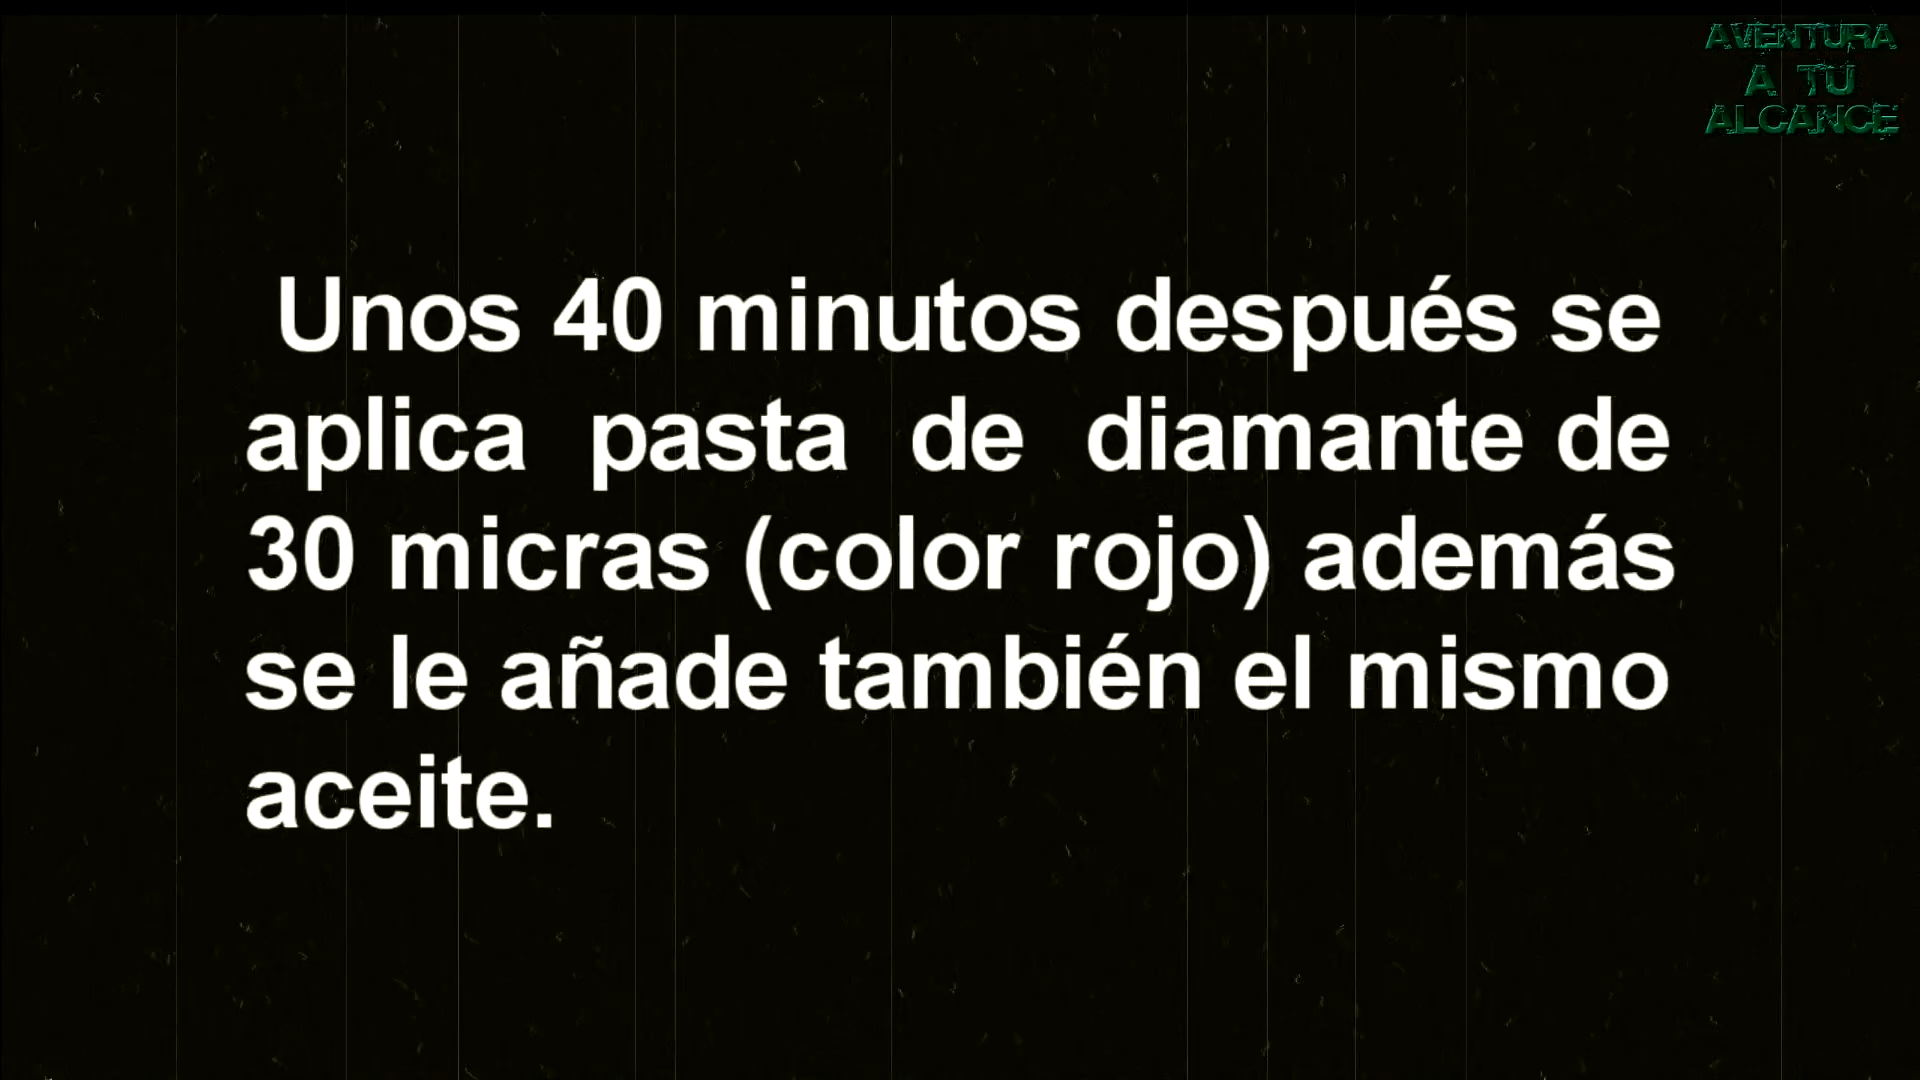 AVENTURA
A TU
ALCANCE
Unos 40 minutos después se
aplica pasta de diamante de
30 micras (color rojo) además
se le añade también el mismo
aceite.